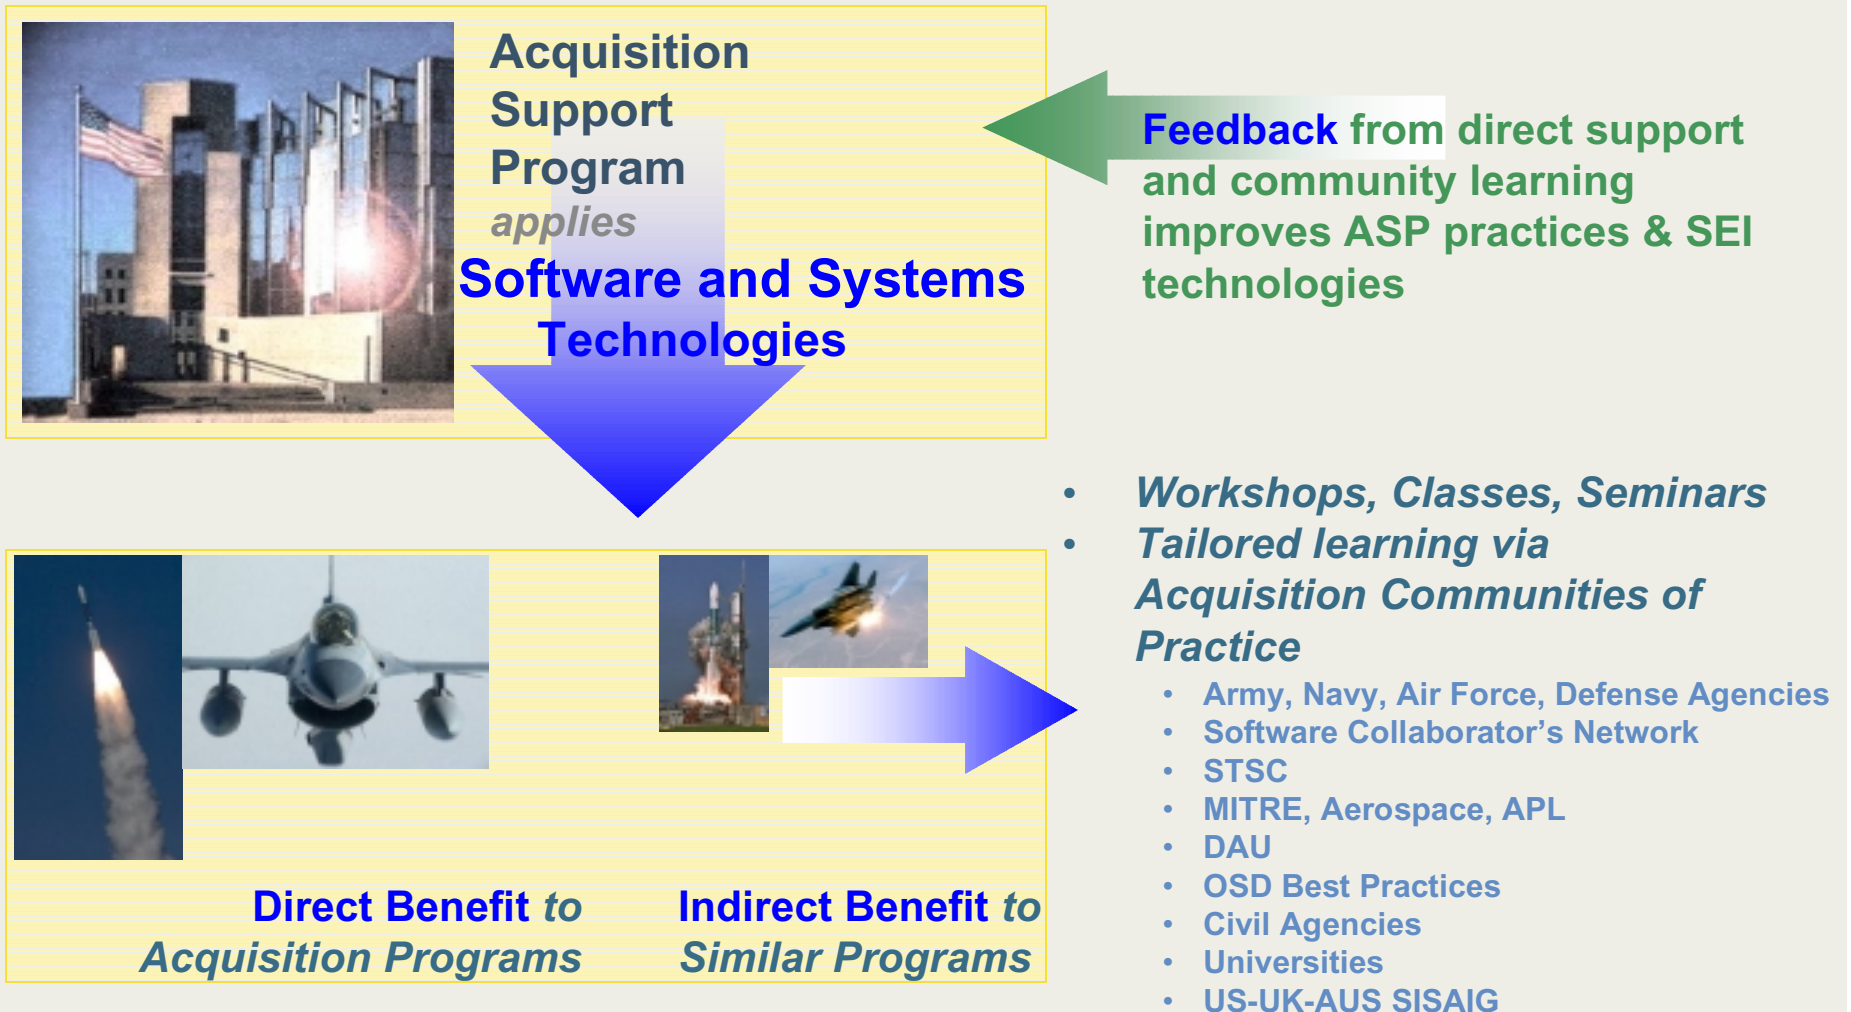 Acquisition
Support
Program
applies
Software and Systems
Technologies
Feedback from direct support
and community learning
improves ASP practices & SEI
technologies
• Workshops, Classes, Seminars
• Tailored learning via
Acquisition Communities of
Practice
• Army, Navy, Air Force, Defense Agencies
• Software Collaborator’s Network
• STSC
• MITRE, Aerospace, APL
• DAU
• OSD Best Practices
• Civil Agencies
• Universities
• US-UK-AUS SISAIG
Direct Benefit to
Acquisition Programs
Indirect Benefit to
Similar Programs